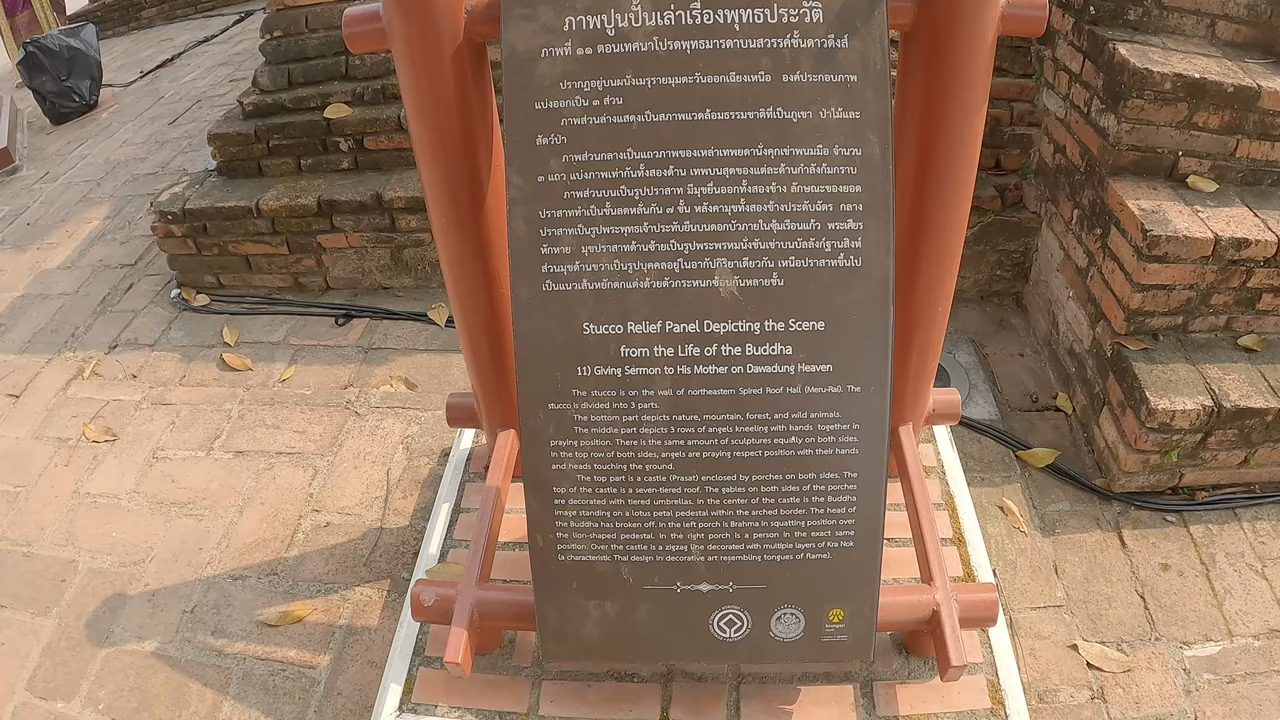 ภาพปูนปั้นเล่าเรื่องพุทธประวัติ
ภาพที่ ๑๑ ตอนเทศนาโปรดพุทธมารดาบนสวรรค์ชั้นดาวดึงส์
ปรากฏอยู่บนผนังเมรุรายมุมตะวันออกเฉียงเหนือ องค์ประกอบภาพ
แบ่งออกเป็น ๓ ส่วน
ภาพส่วนล่างแสดงเป็นสภาพแวดล้อมธรรมชาติที่เป็นภูเขา ป่าไม้และ
สัตว์ป่า
ภาพส่วนกลางเป็นแถวภาพของเหล่าเทพยดานั่งคุกเข่าพนมมือ จำนวน
๓ แถว แบ่งภาพเท่ากันทั้งสองด้าน เทพบนสุดของแต่ละด้านกำลังก้มกราบ
ภาพส่วนบนเป็นรูปปราสาท มีมุขยื่นออกทั้งสองข้าง ลักษณะของยอด
ปราสาททำเป็นชั้นลดหลั่นกัน ๗ ชั้น หลังคามุขทั้งสองข้างประดับฉัตร กลาง
ปราสาทเป็นรูปพระพุทธเจ้าประทับยืนบนดอกบัวภายในซุ้มเรือนแก้ว พระเศียร
หักหาย มุขปราสาทด้านซ้ายเป็นรูปพระพรหมนั่งชันเข่าบนบัลลังก์ฐานสิงห์
ส่วนมุขด้านขวาเป็นรูปบุคคลอยู่ในอากัปกิริยาเดียวกัน เหนือปราสาทขึ้นไป
เป็นแนวเส้นหยักตกแต่งด้วยตัวกระหนกซ้อนกันหลายชั้น
Stucco Relief Panel Depicting the Scene
from the Life of the Buddha
11) Giving Sermon to His Mother on Dawadung Heaven
The stucco is on the wall of northeastern Spired Roof Hall (Meru-Rai). The
stucco is divided into 3 parts.
The bottom part depicts nature, mountain, forest, and wild animals.
The middle part depicts 3 rows of angels kneeling with hands together in
praying position. There is the same amount of sculptures equally on both sides.
In the top row of both sides, angels are praying respect position with their hands
and heads touching the ground.
The top part is a castle (Prasat) enclosed by porches on both sides. The
top of the castle is a seven-tiered roof. The gables on both sides of the porches
are decorated with tiered umbrellas. In the center of the castle is the Buddha
image standing on a lotus petal pedestal within the arched border. The head of
the Buddha has broken off. In the left porch is Brahma in squatting position over
the lion-shaped pedestal. In the right porch is a person in the exact same
position. Over the castle is a zigzag line decorated with multiple layers of Kra Nok
(a characteristic Thai design in decorative art resembling tongues of flame).
krungsri